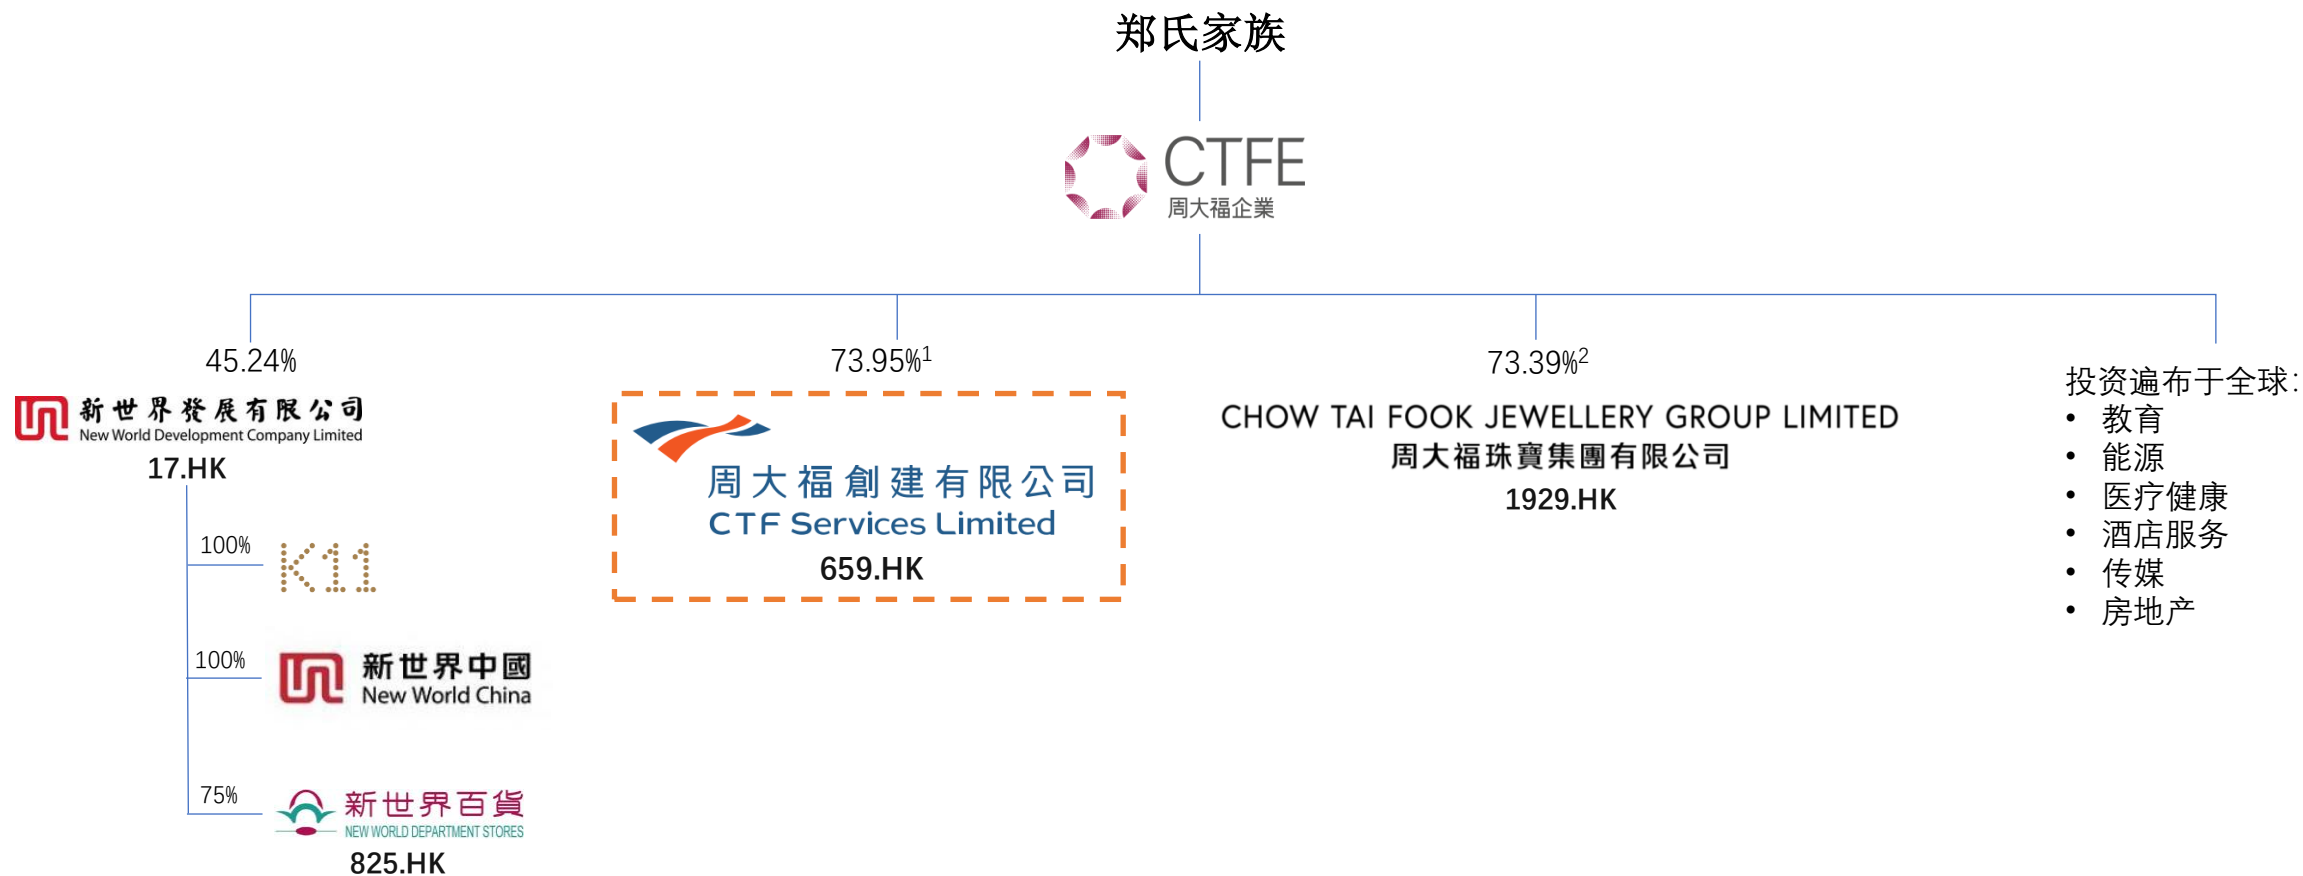 郑氏家族
CTFE
周大福企業
45.24%
新世界發展有限公司
New World Development Company Limited
17.HK
100%
K11
100%
新世界中國
New World China
75%
新世界百貨
NEW WORLD DEPARTMENT STORES
825.HK
73.95%1
周大福創建有限公司
CTF Services Limited
659.HK
73.39%2
CHOW TAI FOOK JEWELLERY GROUP LIMITED
周大福珠寶集團有限公司
1929.HK
投资遍布于全球:
• 教育
• 能源
• 医疗健康
• 酒店服务
• 传媒
• 房地产